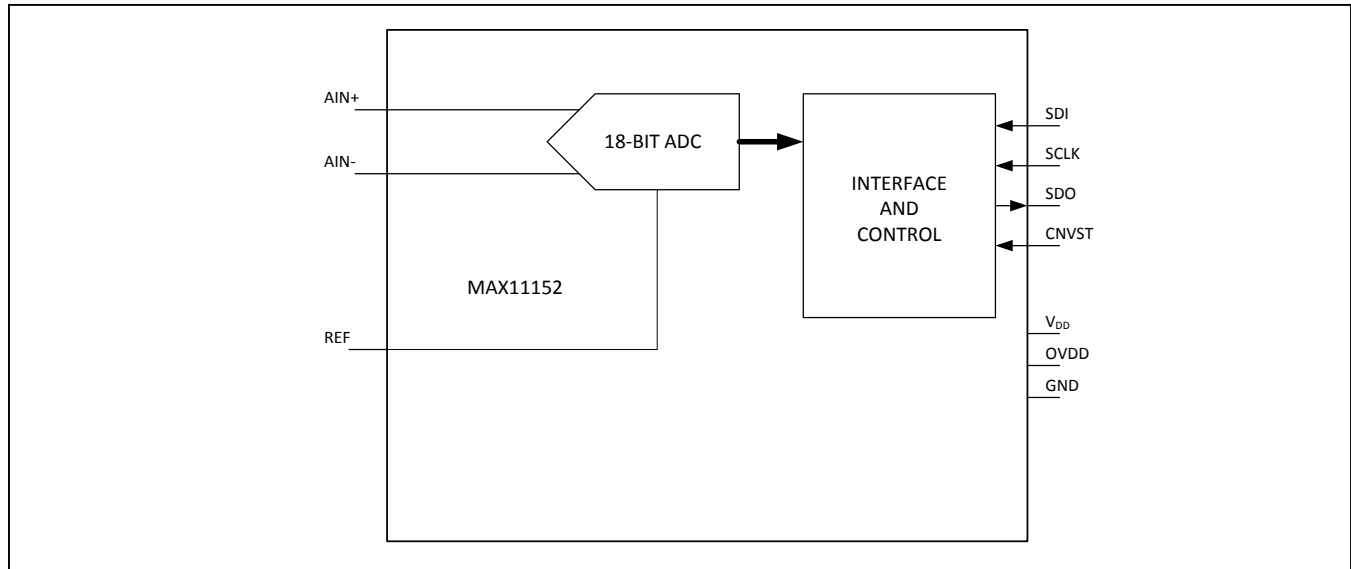 AIN+
AIN-
REF
18-BIT ADC
MAX11152
INTERFACE
AND
CONTROL
SDI
SCLK
SDO
CNVST
VDD
OVDD
GND